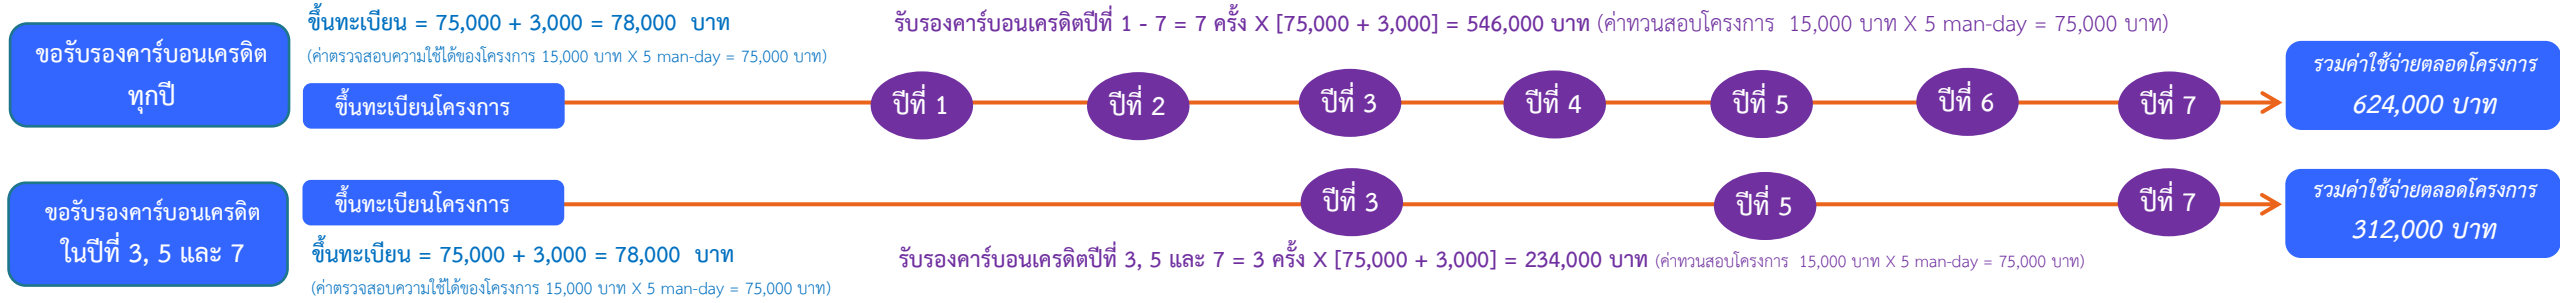 ขอรับรองคาร์บอนเครดิต
ทุกปี
ขึ้นทะเบียน = 75,000 + 3,000 = 78,000 บาท
(ค่าตรวจสอบความใช้ได้ของโครงการ 15,000 บาท X 5 man-day = 75,000 บาท)
รับรองคาร์บอนเครดิตปีที่ 1 - 7 = 7 ครั้ง X [75,000 + 3,000] = 546,000 บาท (ค่าทวนสอบโครงการ 15,000 บาท X 5 man-day = 75,000 บาท)
ขึ้นทะเบียนโครงการ
ปีที่ 1
ปีที่ 2
ปีที่ 3
ปีที่ 4
ปีที่ 5
ปีที่ 6
ปีที่ 7
รวมค่าใช้จ่ายตลอดโครงการ
624,000 บาท
ขอรับรองคาร์บอนเครดิต
ในปีที่ 3, 5 และ 7
ขึ้นทะเบียนโครงการ
ปีที่ 3
ปีที่ 5
ปีที่ 7
รวมค่าใช้จ่ายตลอดโครงการ
312,000 บาท
ขึ้นทะเบียน = 75,000 + 3,000 = 78,000 บาท
(ค่าตรวจสอบความใช้ได้ของโครงการ 15,000 บาท X 5 man-day = 75,000 บาท)
รับรองคาร์บอนเครดิตปีที่ 3, 5 และ 7 = 3 ครั้ง X [75,000 + 3,000] = 234,000 บาท (ค่าทวนสอบโครงการ 15,000 บาท X 5 man-day = 75,000 บาท)